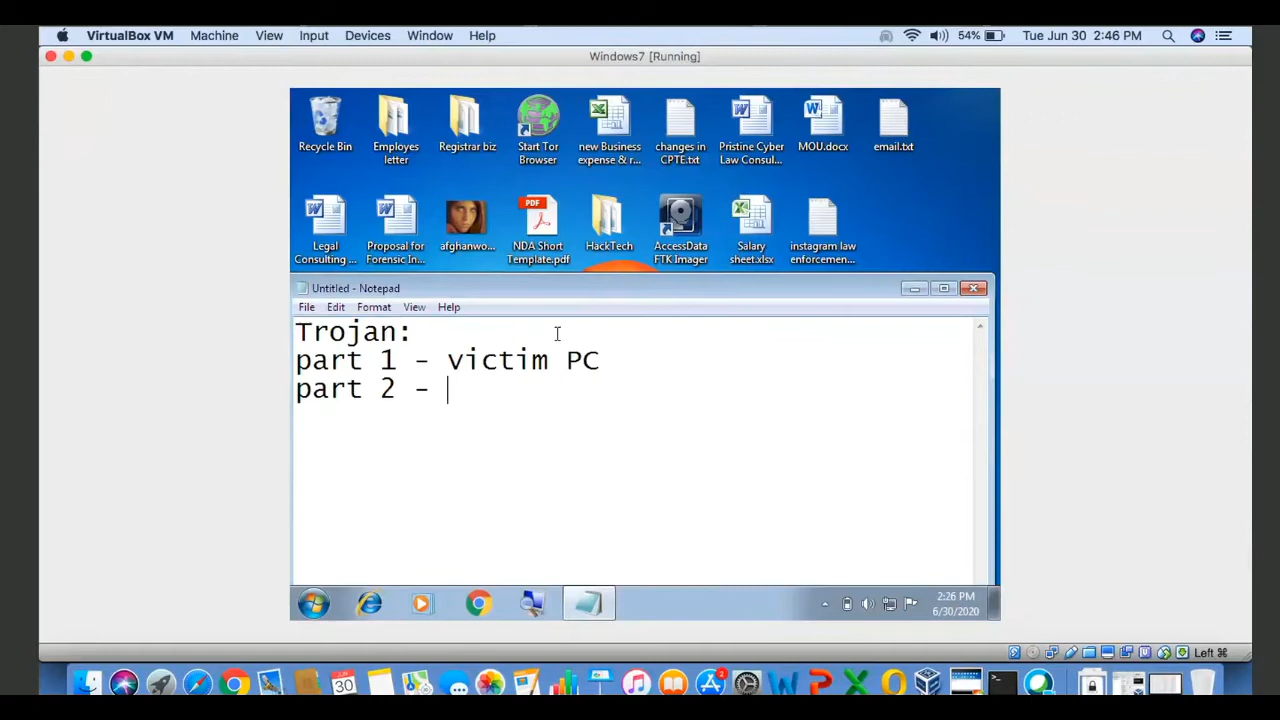 VirtualBox VM Machine View Input Devices Window Help 54% Tue Jun 30 2:46 PM
Windows7 [Running]
Recycle Bin
Employes letter
Registrar biz
Start Tor Browser
new Business expense & r...
changes in CPTE.txt
Pristine Cyber Law Consul...
MOU.docx
email.txt
Legal Consulting ...
Proposal for Forensic In...
afghanwo...
PDF
NDA Short Template.pdf
HackTech
AccessData FTK Imager
Salary sheet.xlsx
instagram law enforcemen...
Untitled - Notepad
File Edit Format View Help
Trojan:
part 1 - victim PC
part 2 -
2:26 PM
6/30/2020
Left ⌘
JUN
30
2